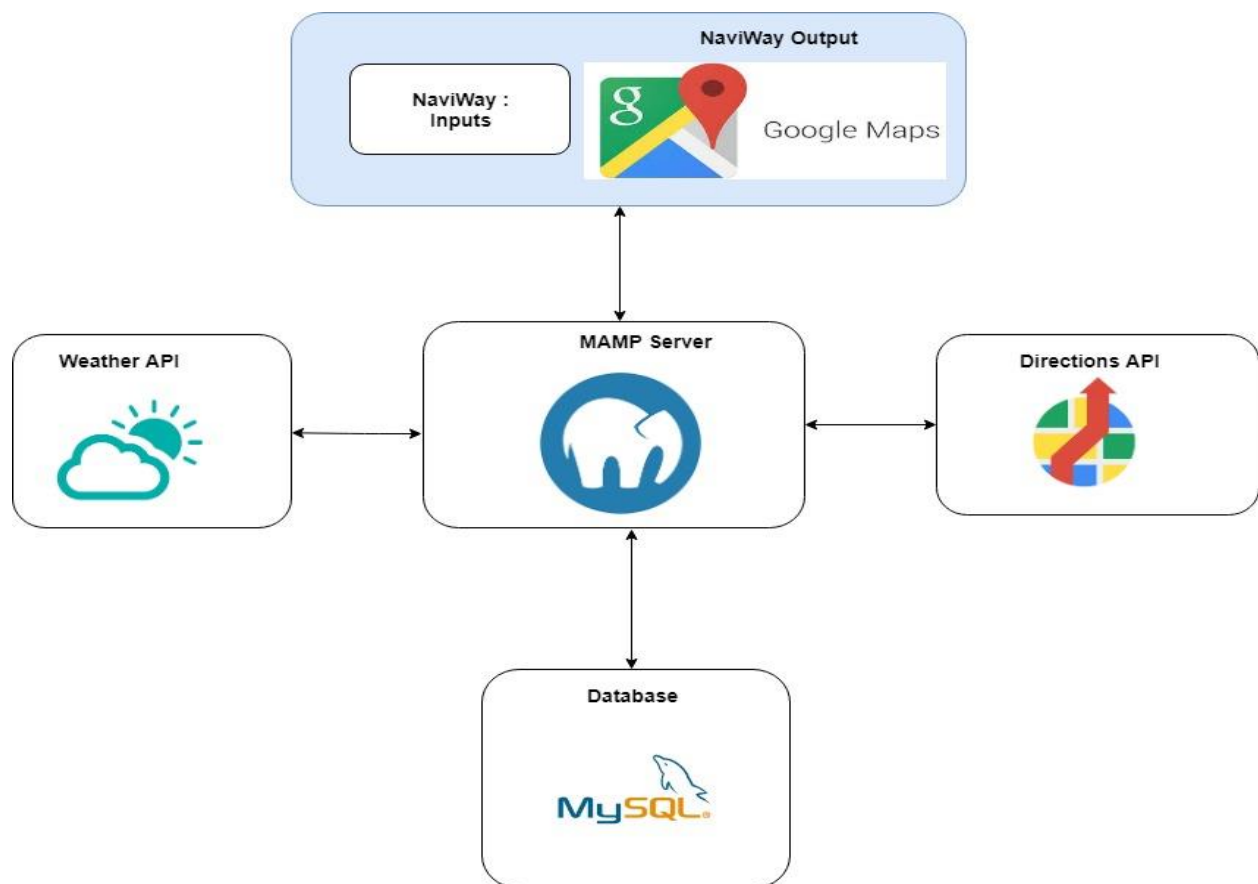 NaviWay Output
NaviWay :
Inputs
g
Google Maps
Weather API
MAMP Server
Directions API
Database
MySQL®